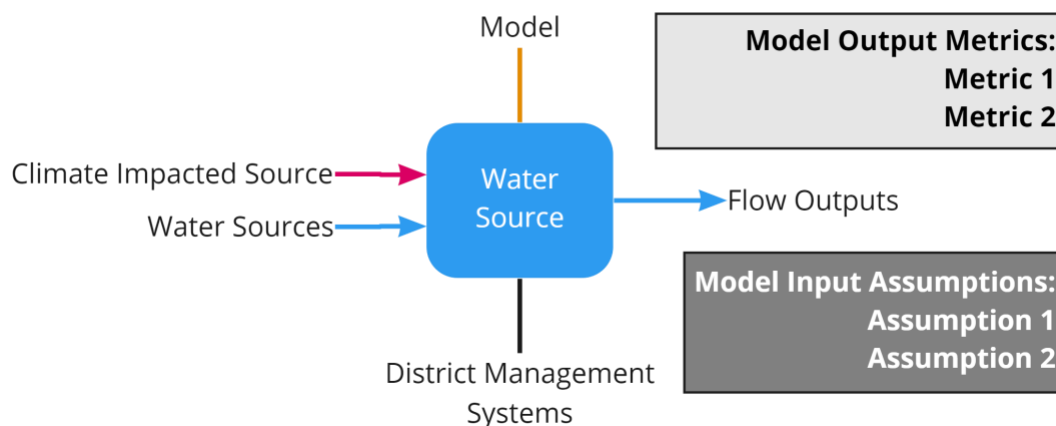 Model
Model Output Metrics:
Metric 1
Metric 2
Climate Impacted Source
Water Sources
Water
Source
Flow Outputs
Model Input Assumptions:
Assumption 1
Assumption 2
District Management
Systems